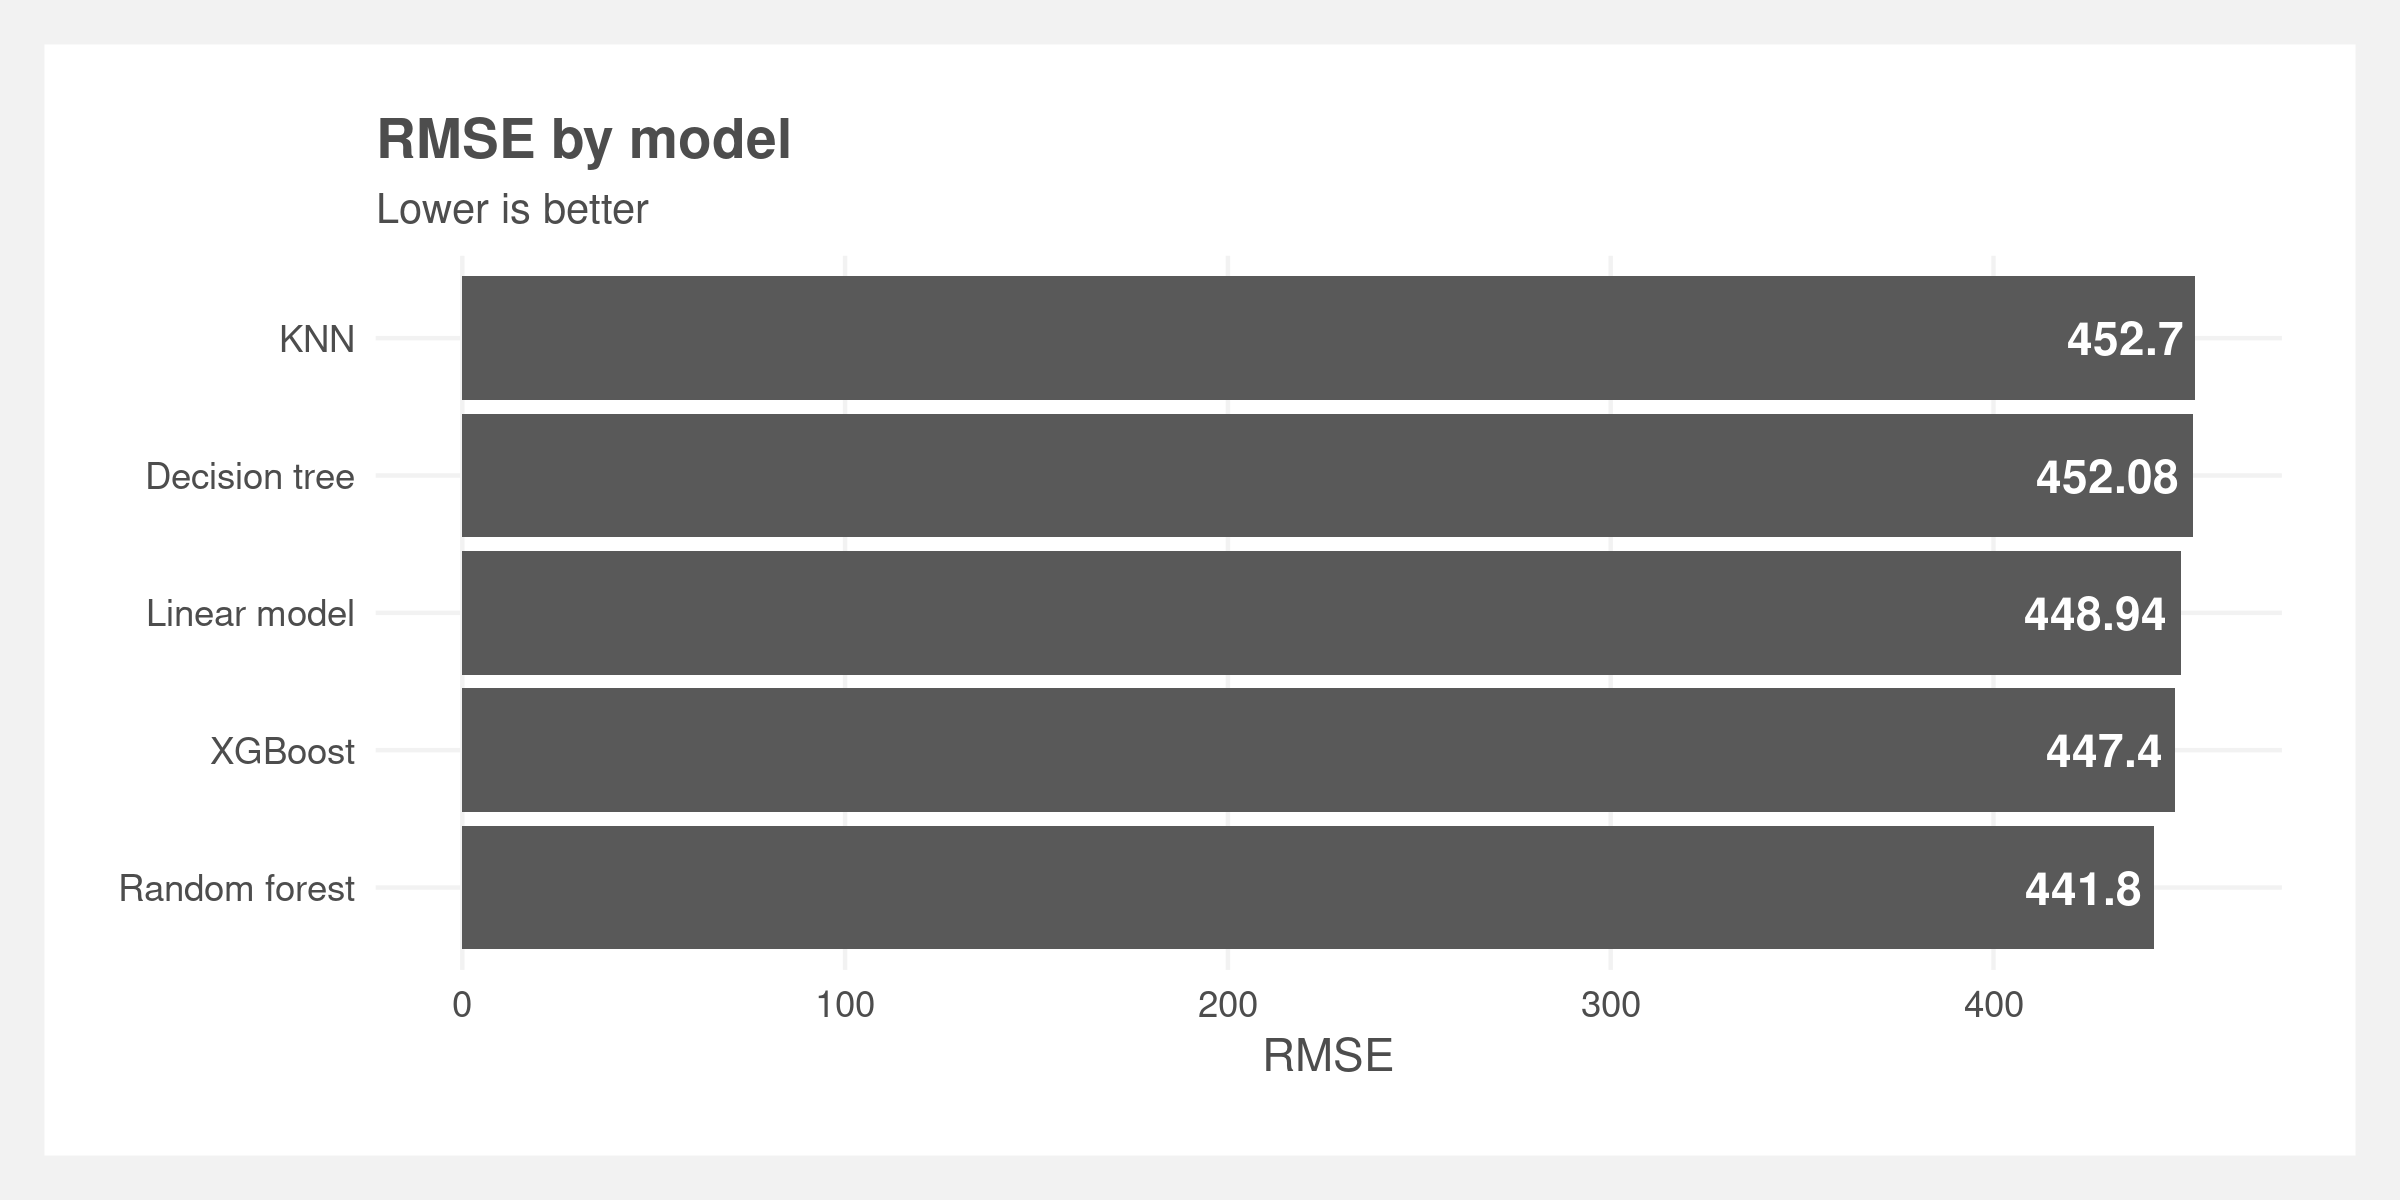 RMSE by model
Lower is better
KNN 452.7
Decision tree 452.08
Linear model 448.94
XGBoost 447.4
Random forest 441.8
0 100 200 300 400
RMSE